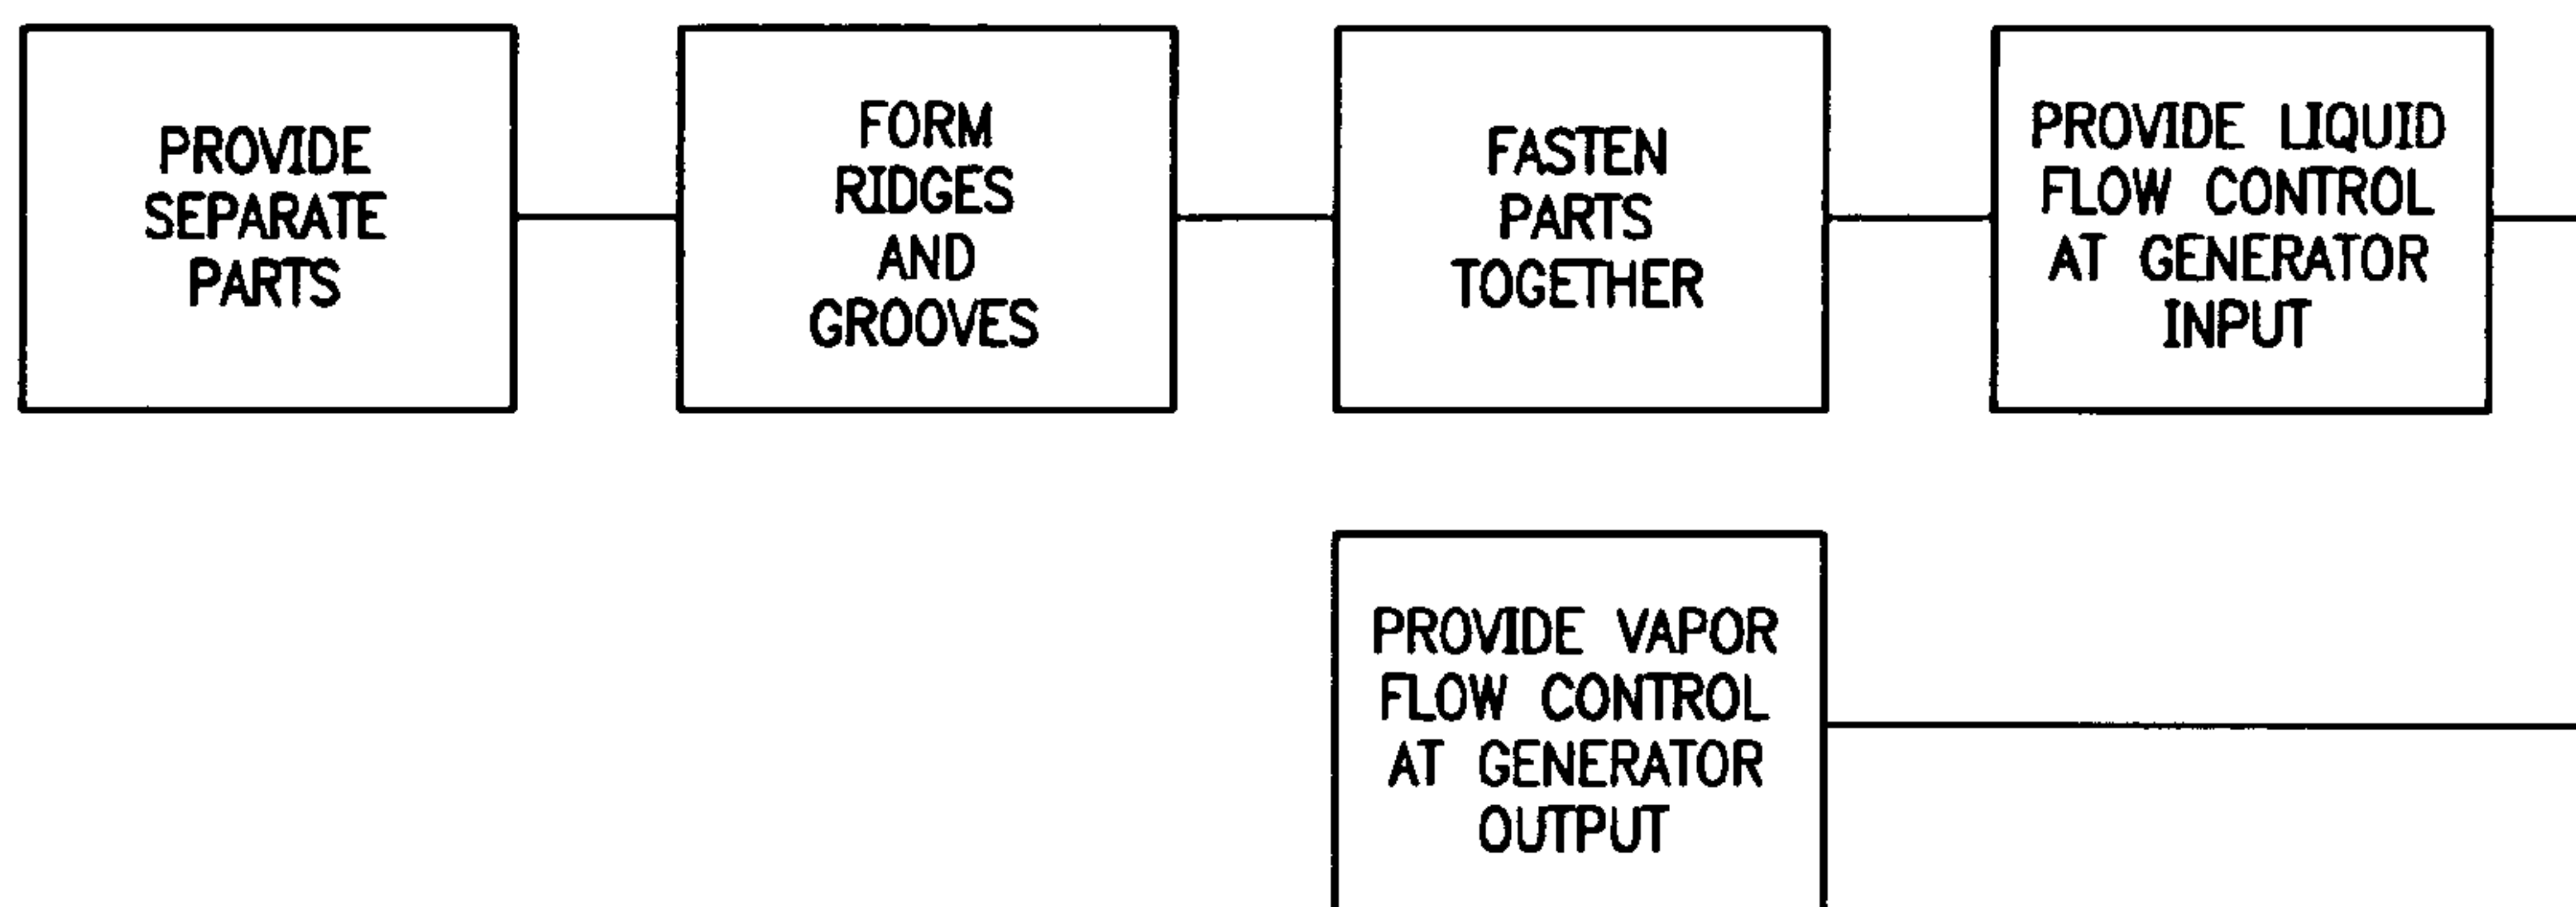 PROVIDE
SEPARATE
PARTS
FORM
RIDGES
AND
GROOVES
FASTEN
PARTS
TOGETHER
PROVIDE LIQUID
FLOW CONTROL
AT GENERATOR
INPUT
PROVIDE VAPOR
FLOW CONTROL
AT GENERATOR
OUTPUT